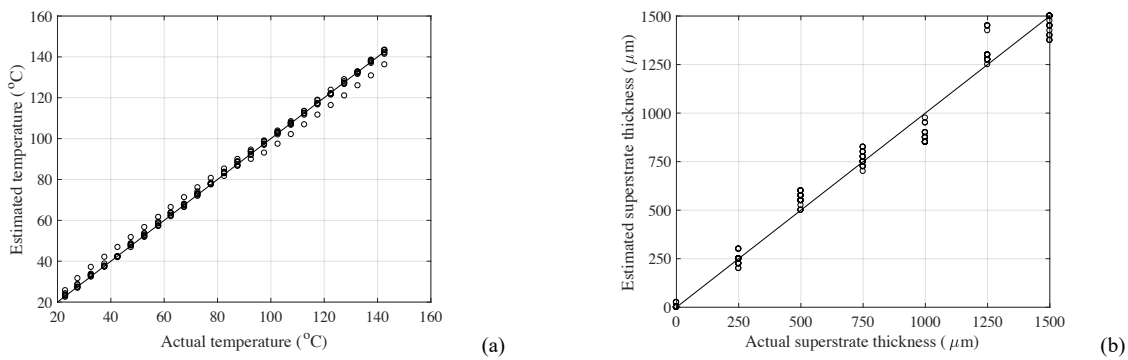 160
140
120
100
80
60
40
20
20 40 60 80 100 120 140 160
Estimated temperature (°C)
Actual temperature (°C)
(a)
1500
1250
1000
750
500
250
0
0 250 500 750 1000 1250 1500
Estimated superstrate thickness ( μm)
Actual superstrate thickness ( μm)
(b)